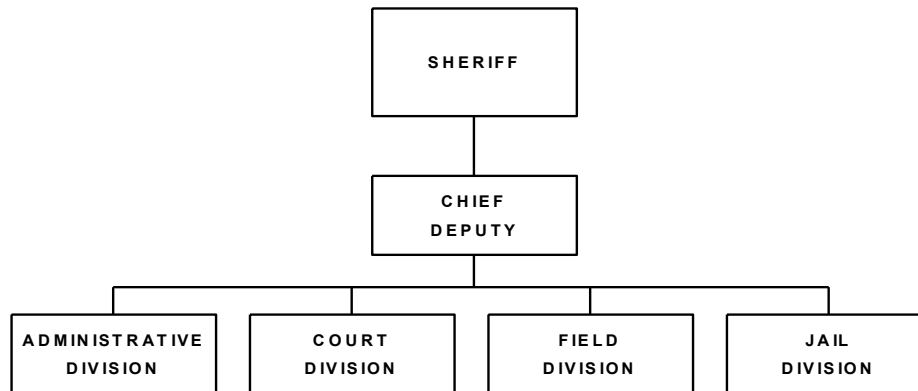 SHERIFF
CHIEF
DEPUTY
ADMINISTRATIVE
DIVISION
COURT
DIVISION
FIELD
DIVISION
JAIL
DIVISION